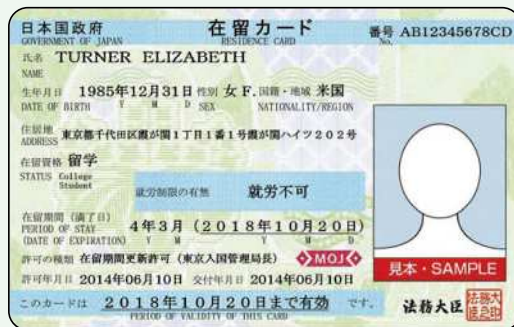 日本国政府 在留カード 番号 AB12345678CD
GOVERNMENT OF JAPAN RESIDENCE CARD No.
氏名 TURNER ELIZABETH
NAME
生年月日 1985年12月31日 性別 女 F. 国籍・地域 米国
DATE OF BIRTH Y M D SEX NATIONALITY/REGION
住居地 東京都千代田区霞が関1丁目1番1号霞が関ハイツ202号
ADDRESS
在留資格 留学
STATUS College
Student
就労制限の有無 就労不可
在留期間(満了日) 4年3月(2018年10月20日)
PERIOD OF STAY
(DATE OF EXPIRATION) Y M Y M D
許可の種類 在留期間更新許可(東京入国管理局長) MOJ
見本・SAMPLE
許可年月日 2014年06月10日 交付年月日 2014年06月10日
このカードは 2018年10月20日まで有効 です。 法務大臣
PERIOD OF VALIDITY OF THIS CARD